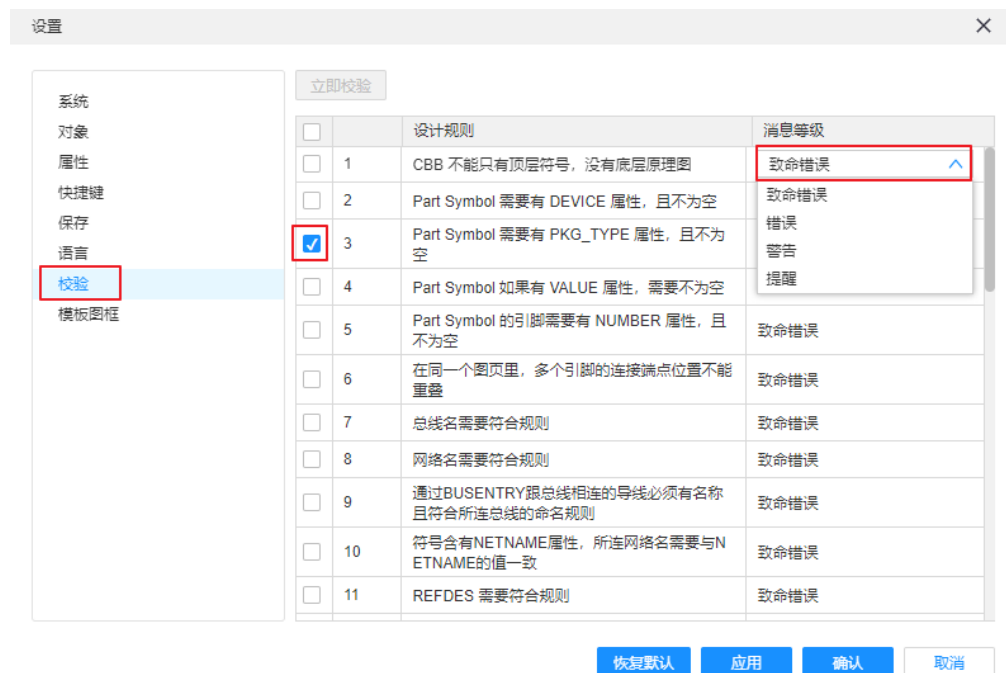 设置
系统
对象
属性
快捷键
保存
语言
校验
模板图框
立即校验
设计规则
消息等级
1
CBB 不能只有顶层符号，没有底层原理图
致命错误
致命错误
错误
警告
提醒
2
Part Symbol 需要有 DEVICE 属性，且不为空
3
Part Symbol 需要有 PKG_TYPE 属性，且不为
空
4
Part Symbol 如果有 VALUE 属性，需要不为空
5
Part Symbol 的引脚需要有 NUMBER 属性，且
不为空
致命错误
6
在同一个图页里，多个引脚的连接端点位置不能
重叠
致命错误
7
总线名需要符合规则
致命错误
8
网络名需要符合规则
致命错误
9
通过BUSENTRY跟总线相连的导线必须有名称
且符合所连总线的命名规则
致命错误
10
符号含有NETNAME属性，所连网络名需要与N
ETNAME的值一致
致命错误
11
REFDES 需要符合规则
致命错误
恢复默认
应用
确认
取消